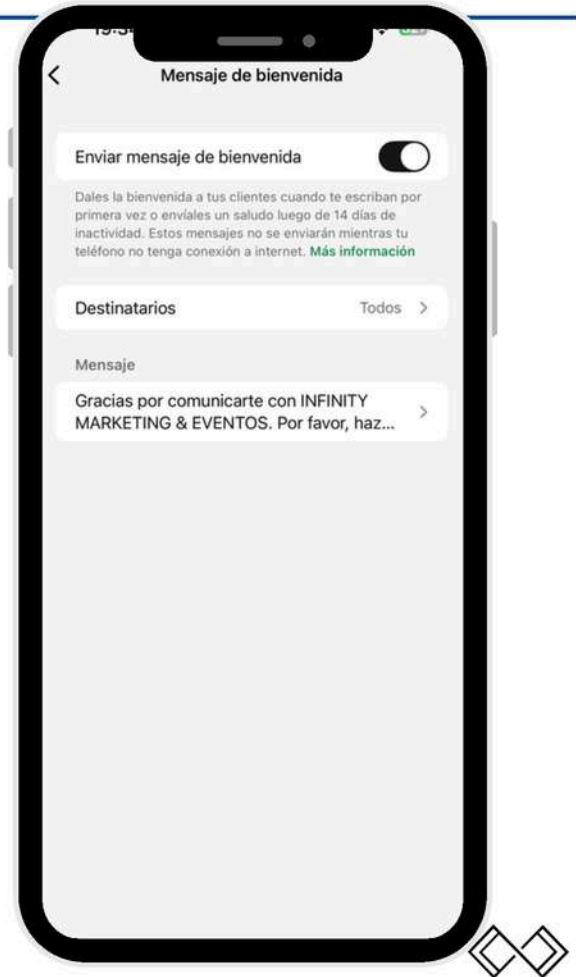 Mensaje de bienvenida
Enviar mensaje de bienvenida
Dales la bienvenida a tus clientes cuando te escriban por
primera vez o envíales un saludo luego de 14 días de
inactividad. Estos mensajes no se enviarán mientras tu
teléfono no tenga conexión a internet. Más información
Destinatarios Todos
Mensaje
Gracias por comunicarte con INFINITY
MARKETING & EVENTOS. Por favor, haz...